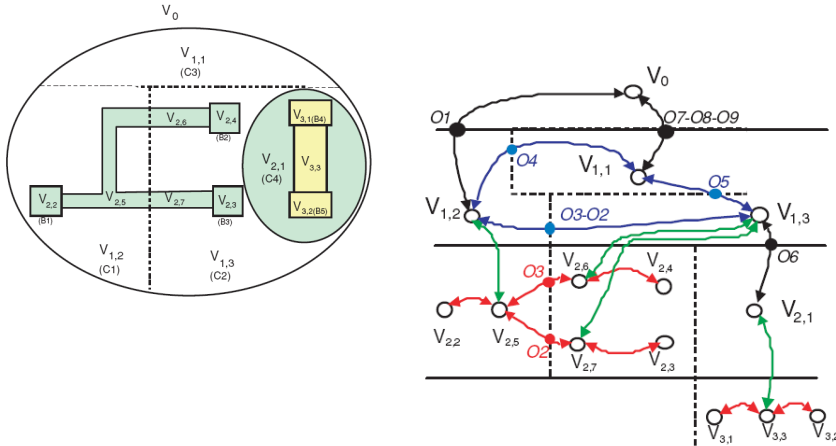 V0
V1,1
(C3)
V2,6
V2,4
(B2)
V3,1(B4)
V2,1
(C4)
V3,3
V2,2
(B1)
V2,5
V2,7
V2,3
(B3)
V3,2(B5)
V1,2
(C1)
V1,3
(C2)
V0
O1
O7-O8-O9
O4
V1,1
O5
V1,2
O3-O2
V1,3
O6
O3
V2,6
V2,4
V2,1
V2,2
V2,5
O2
V2,7
V2,3
V3,1
V3,3
V3,2